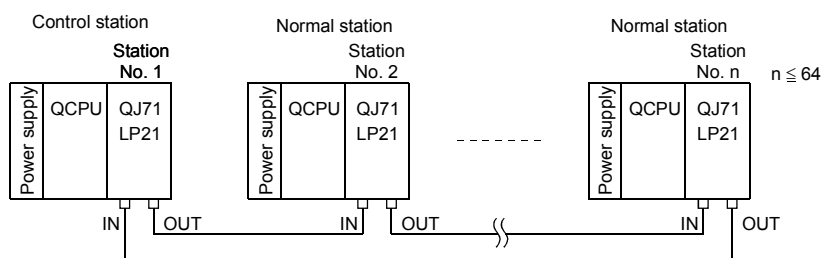 Control station
Station
No. 1
Power supply
QCPU
QJ71
LP21
IN
OUT
Normal station
Station
No. 2
Power supply
QCPU
QJ71
LP21
IN
OUT
Normal station
Station
No. n
n ≦ 64
Power supply
QCPU
QJ71
LP21
IN
OUT